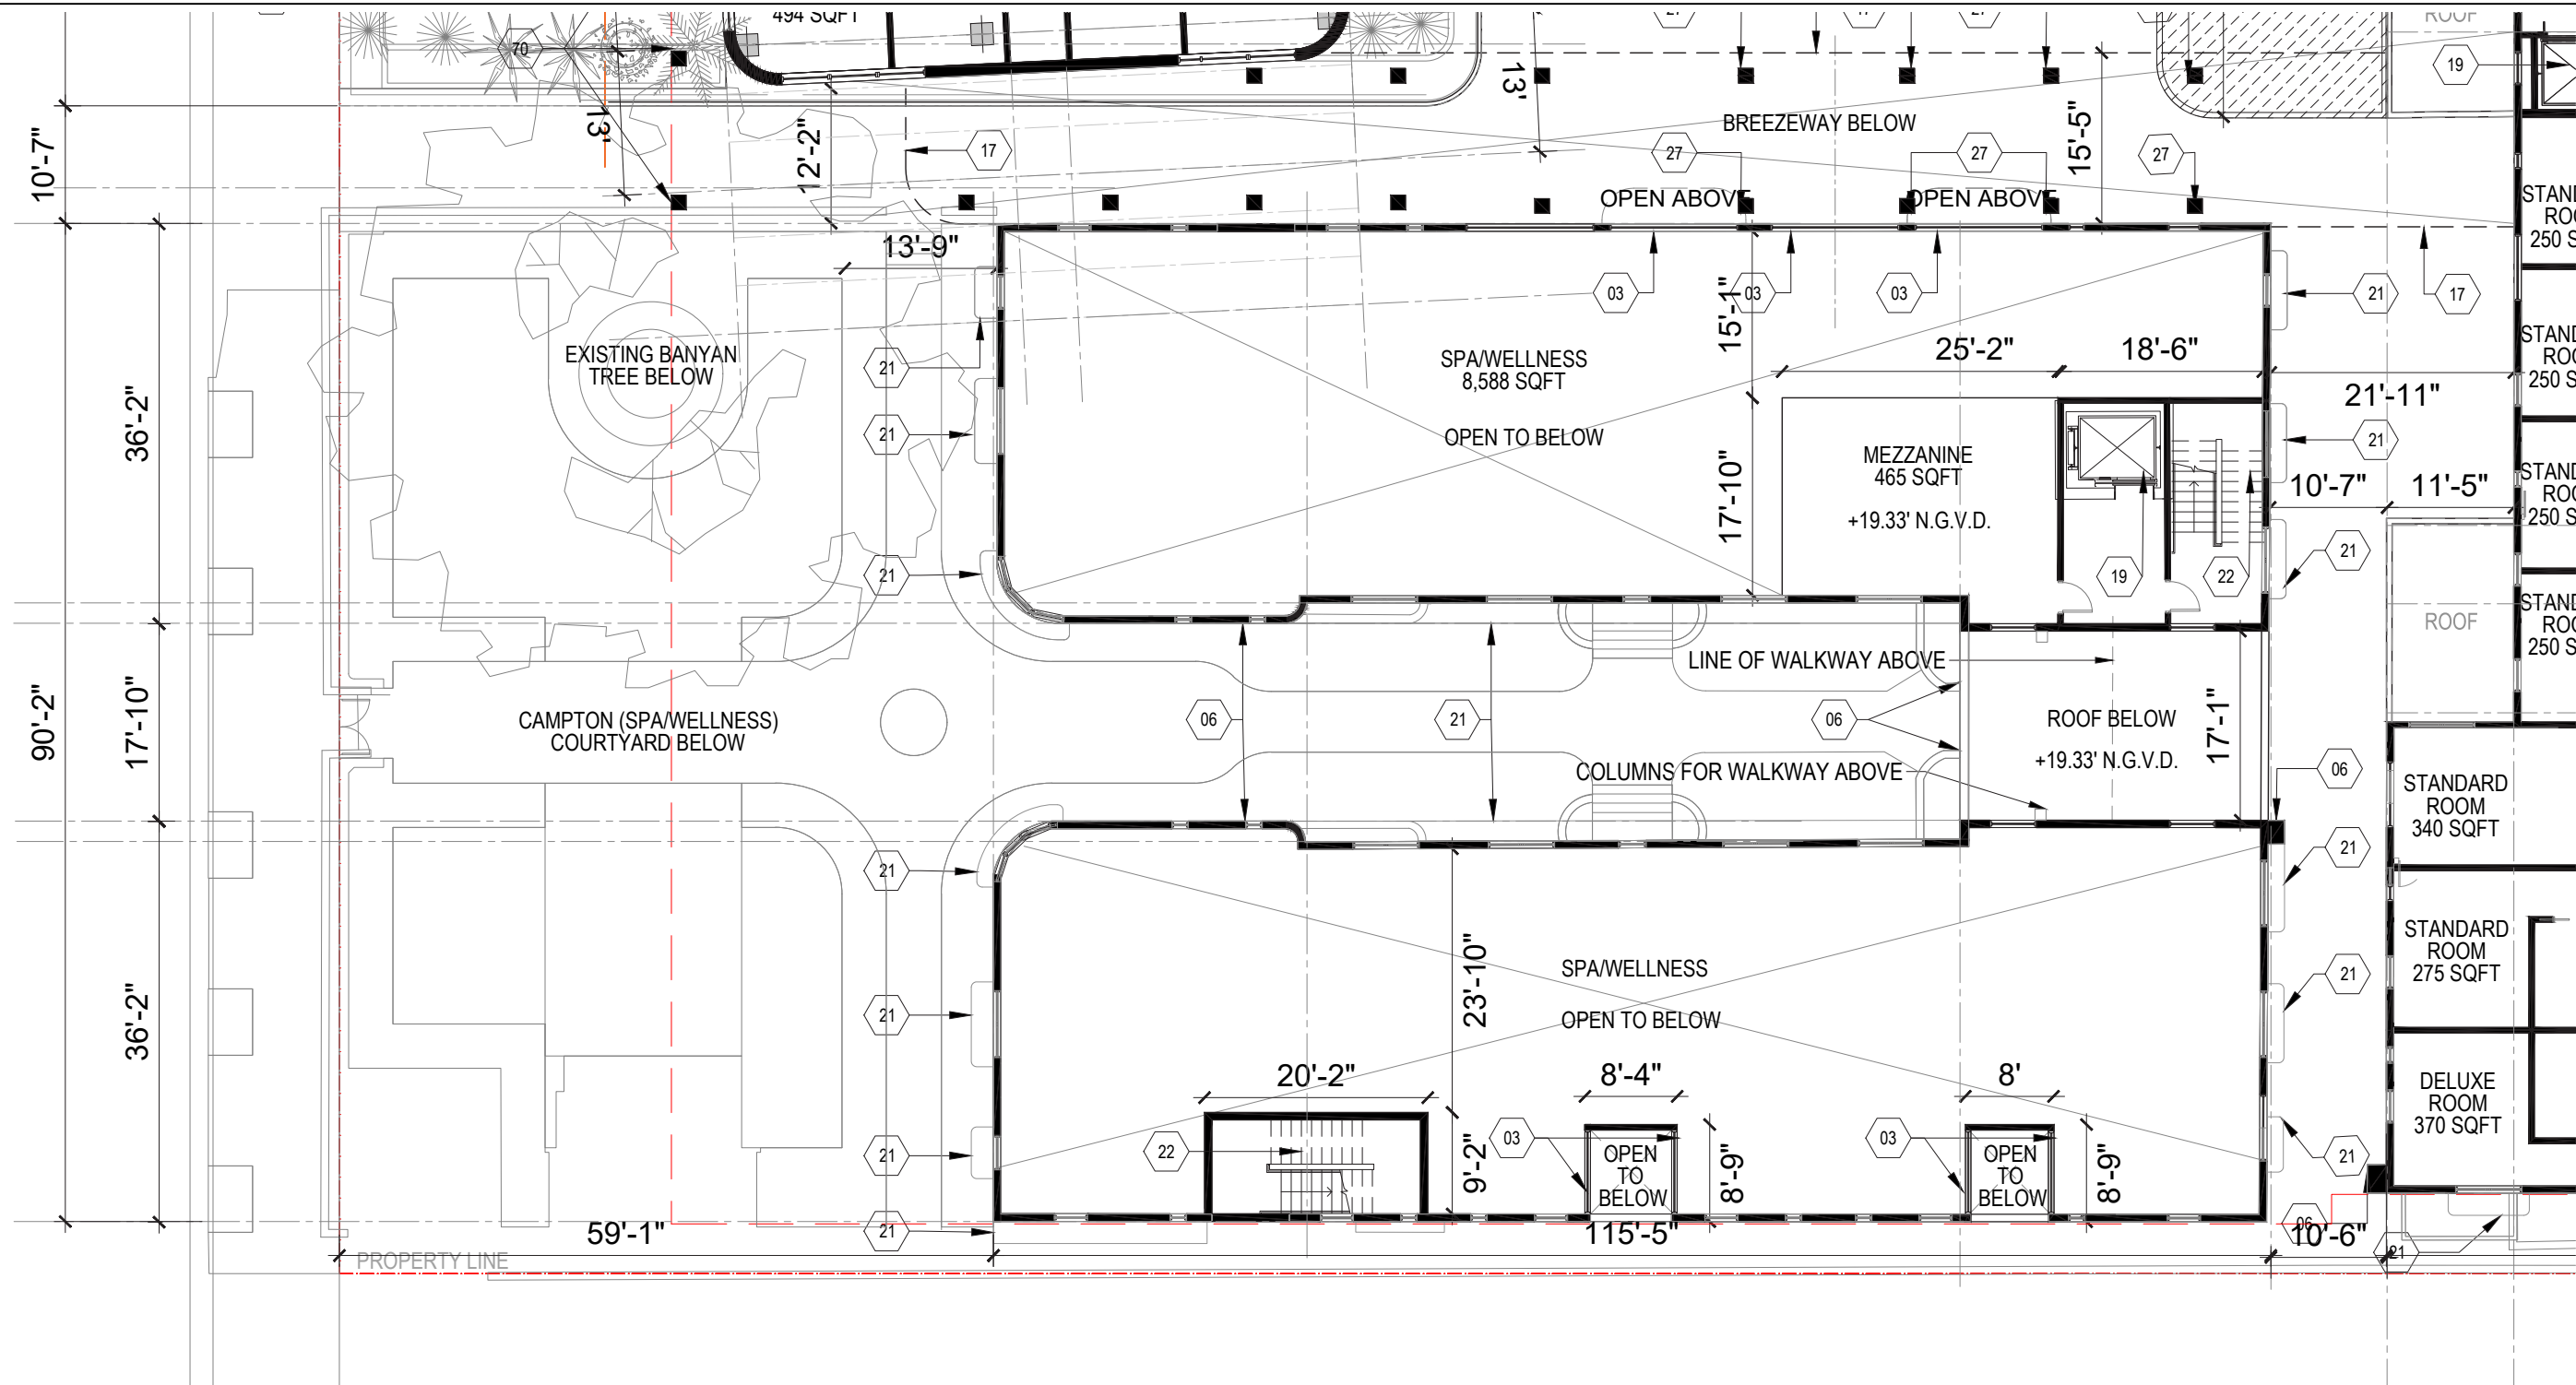 494 SQFT
ROOF
70
19
13'
13'
10'-7"
12'-2"
17
BREEZEWAY BELOW
15'-5"
27
27
27
OPEN ABOVE
OPEN ABOVE
250
13'-9"
03
03
03
21
17
15'-1"
EXISTING BANYAN
TREE BELOW
21
SPA/WELLNESS
8,588 SQFT
25'-2"
18'-6"
250
21'-11"
36'-2"
21
OPEN TO BELOW
21
MEZZANINE
465 SQFT
+19.33' N.G.V.D.
17'-10"
10'-7"
11'-5"
250
21
19
22
21
ROOF
250
LINE OF WALKWAY ABOVE
90'-2"
17'-10"
CAMPTON (SPA/WELLNESS)
COURTYARD BELOW
06
21
06
ROOF BELOW
+19.33' N.G.V.D.
17'-1"
COLUMNS FOR WALKWAY ABOVE
06
STANDARD
ROOM
340 SQFT
21
21
STANDARD
ROOM
275 SQFT
36'-2"
21
23'-10"
SPA/WELLNESS
OPEN TO BELOW
21
20'-2"
8'-4"
8'
DELUXE
ROOM
370 SQFT
21
22
9'-2"
03
OPEN
TO
BELOW
8'-9"
03
OPEN
TO
BELOW
8'-9"
21
21
59'-1"
115'-5"
06
10'-6"
21
PROPERTY LINE